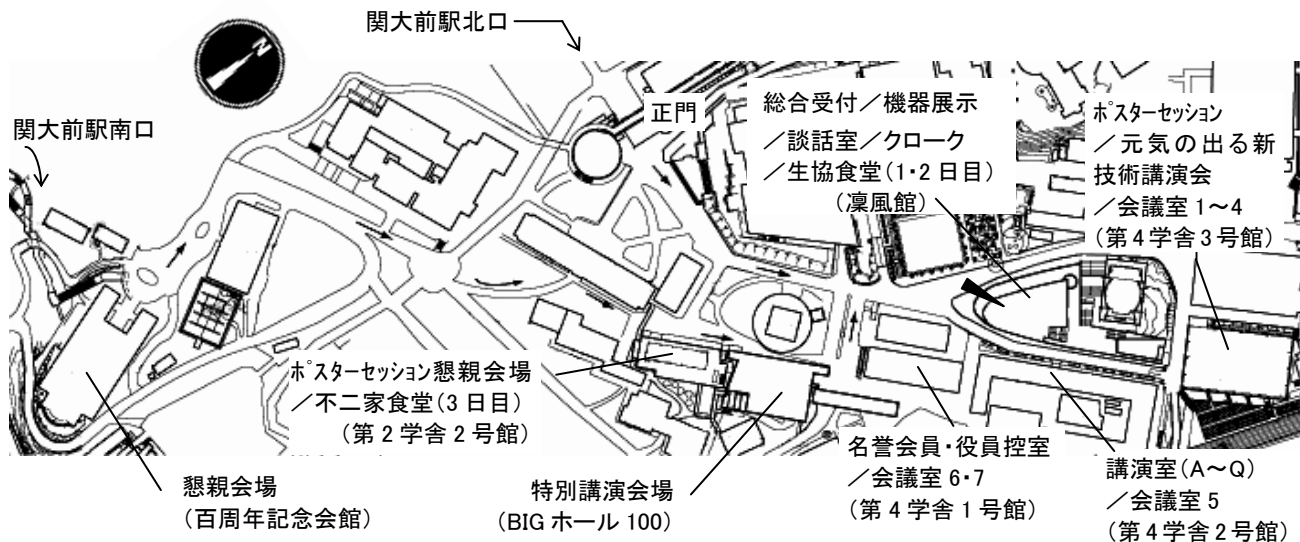 関大前駅北口
N
関大前駅南口
正門
総合受付／機器展示
／談話室／クローク
／生協食堂(1・2日目)
(凜風館)
ﾎﾟｽﾀｰｾｯｼｮﾝ
／元気の出る新
技術講演会
／会議室 1～4
(第4学舎3号館)
ﾎﾟｽﾀｰｾｯｼｮﾝ懇親会場
／不二家食堂(3日目)
(第2学舎2号館)
懇親会場
(百周年記念会館)
特別講演会場
(BIG ホール 100)
名誉会員・役員控室
／会議室 6・7
(第4学舎1号館)
講演室(A～Q)
／会議室 5
(第4学舎2号館)